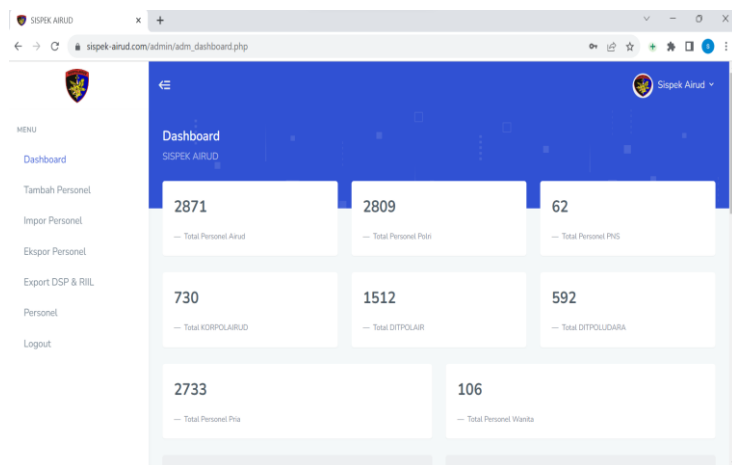 SISPEK AIRUD
sispek-airud.com/admin/adm_dashboard.php
Sispek Airud
MENU
Dashboard
Tambah Personel
Impor Personel
Ekspor Personel
Export DSP & RIIL
Personel
Logout
Dashboard
SISPEK AIRUD
2871
— Total Personel Airud
2809
— Total Personel Polri
62
— Total Personel PNS
730
— Total KORPOLAIRUD
1512
— Total DITPOLAIR
592
— Total DITPOLUDARA
2733
— Total Personel Pria
106
— Total Personel Wanita